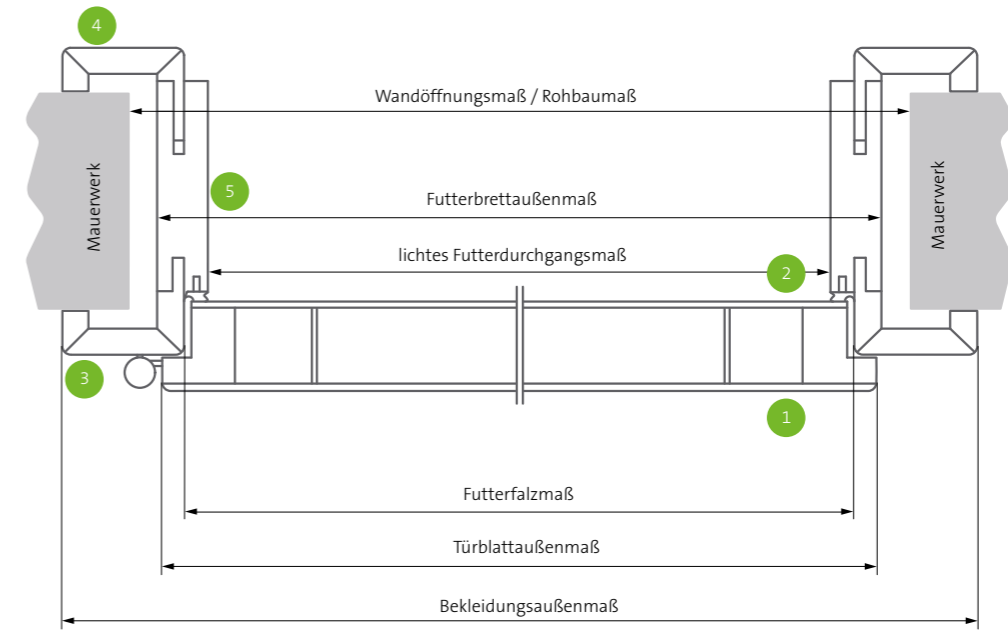 4
Wandöffnungsmaß / Rohbaumaß
Mauerwerk
Mauerwerk
5
Futterbrettaußenmaß
lichtes Futterdurchgangsmaß
2
3
1
Futterfalzmaß
Türblattaußenmaß
Bekleidungsaußenmaß